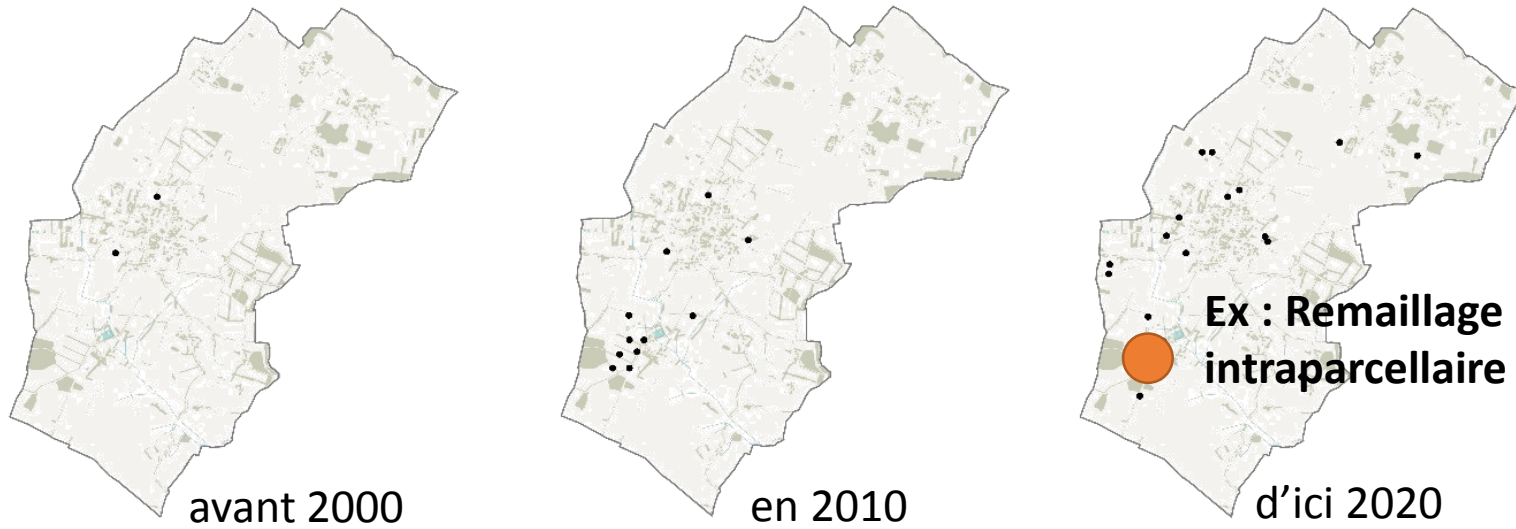 Ex : Remaillage
intraparcellaire
avant 2000
en 2010
d'ici 2020